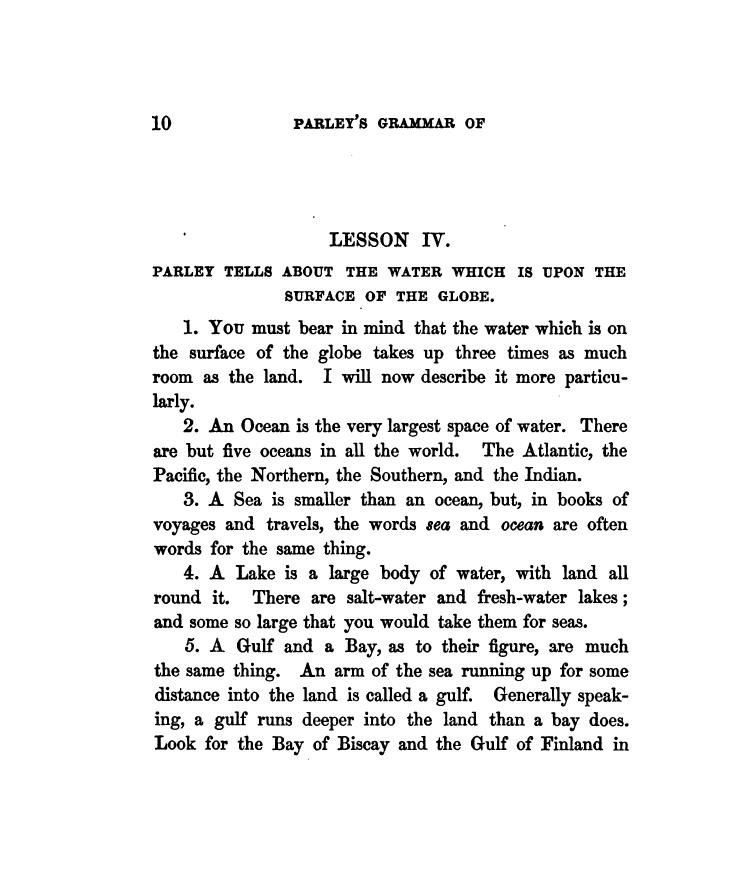 10 PARLEY'S GRAMMAR OF
LESSON IV.
PARLEY TELLS ABOUT THE WATER WHICH IS UPON THE
SURFACE OF THE GLOBE.
1. You must bear in mind that the water which is on
the surface of the globe takes up three times as much
room as the land. I will now describe it more particu-
larly.
2. An Ocean is the very largest space of water. There
are but five oceans in all the world. The Atlantic, the
Pacific, the Northern, the Southern, and the Indian.
3. A Sea is smaller than an ocean, but, in books of
voyages and travels, the words sea and ocean are often
words for the same thing.
4. A Lake is a large body of water, with land all
round it. There are salt-water and fresh-water lakes;
and some so large that you would take them for seas.
5. A Gulf and a Bay, as to their figure, are much
the same thing. An arm of the sea running up for some
distance into the land is called a gulf. Generally speak-
ing, a gulf runs deeper into the land than a bay does.
Look for the Bay of Biscay and the Gulf of Finland in